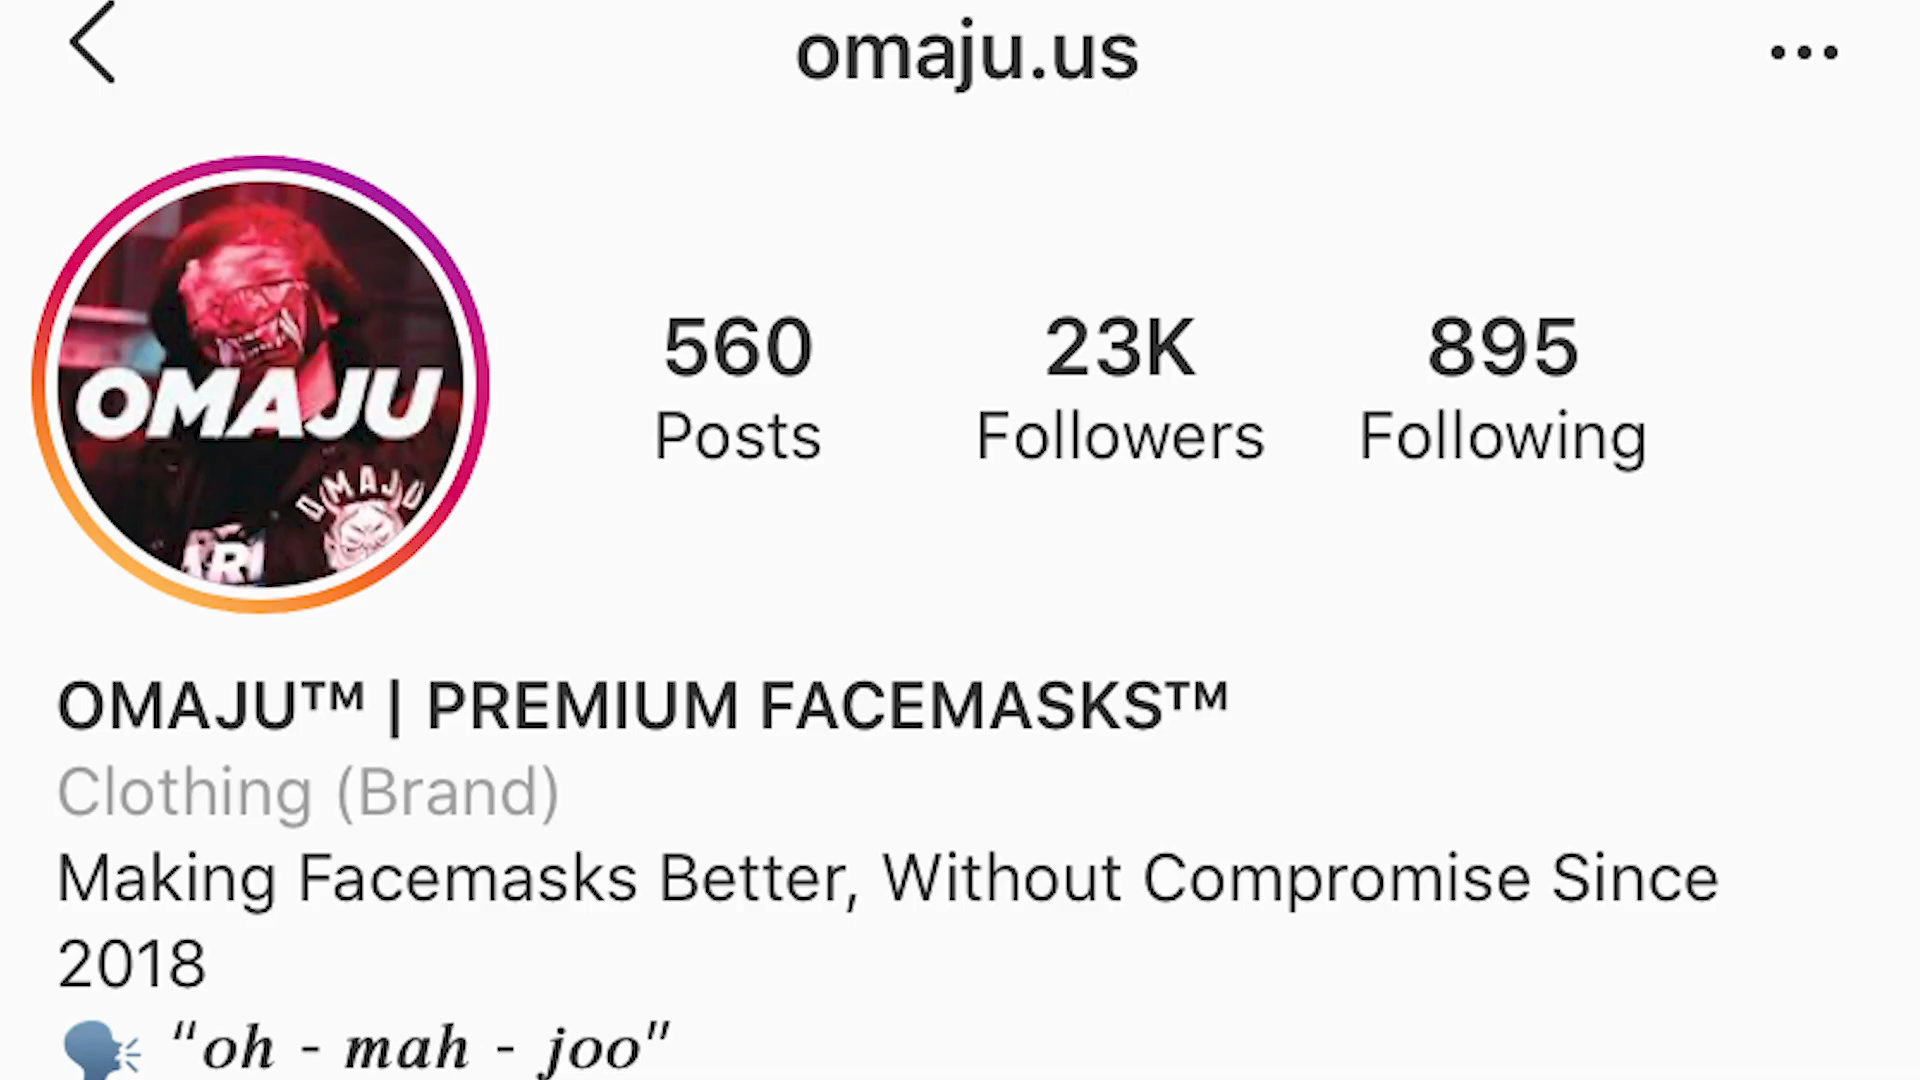 omaju.us
OMAJU
OMAJU
560
Posts
23K
Followers
895
Following
OMAJU™ | PREMIUM FACEMASKS™
Clothing (Brand)
Making Facemasks Better, Without Compromise Since
2018
"oh - mah - joo"